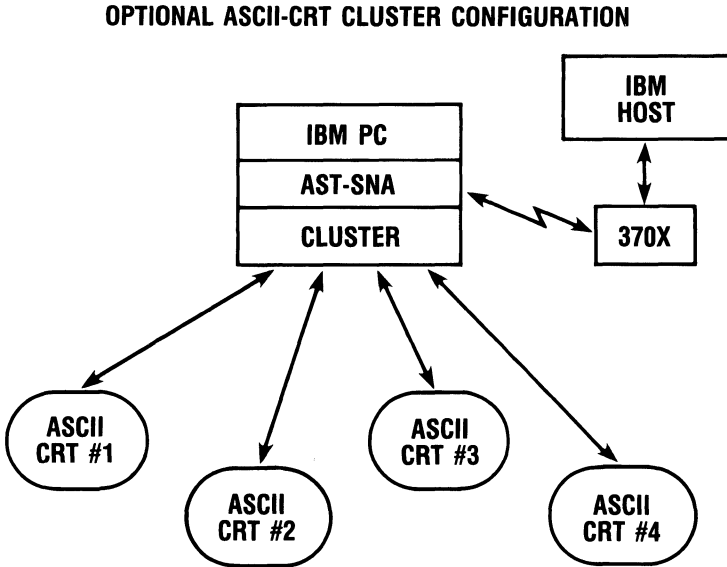 OPTIONAL ASCII-CRT CLUSTER CONFIGURATION
IBM
HOST
IBM PC
AST-SNA
CLUSTER
370X
ASCII
CRT #1
ASCII
CRT #2
ASCII
CRT #3
ASCII
CRT #4